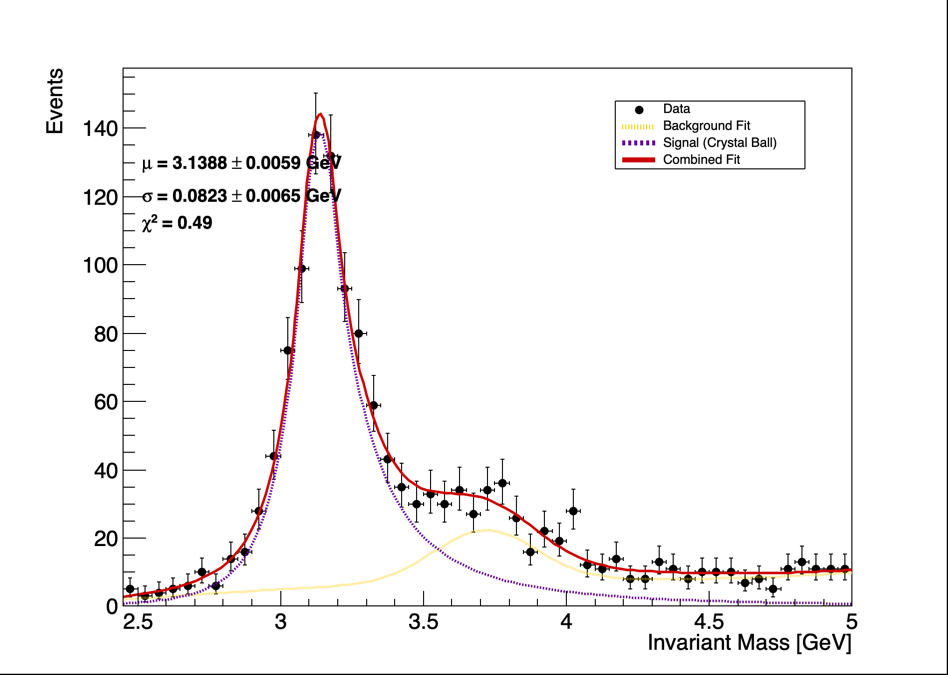 Events
140
120
100
80
60
40
20
0
μ = 3.1388 ± 0.0059 GeV
σ = 0.0823 ± 0.0065 GeV
χ² = 0.49
Data
Background Fit
Signal (Crystal Ball)
Combined Fit
2.5 3 3.5 4 4.5 5
Invariant Mass [GeV]